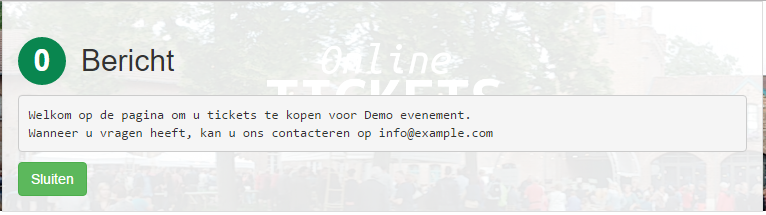 Online
TICKETS
0 Bericht
Welkom op de pagina om u tickets te kopen voor Demo evenement.
Wanneer u vragen heeft, kan u ons contacteren op info@example.com
Sluiten